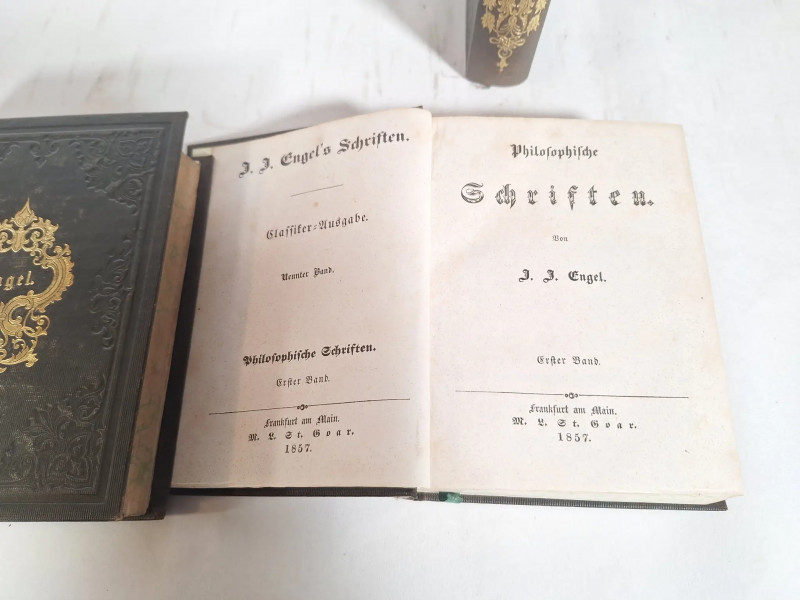 ngel.
J. J. Engel's Schriften.
Classiker-Ausgabe.
Neunter Band.
Philosophische Schriften.
Erster Band.
Frankfurt am Main.
M. L. St. Goar.
1857.
Philosophische
Schriften.
Von
J. J. Engel.
Erster Band.
Frankfurt am Main.
M. L. St. Goar.
1857.